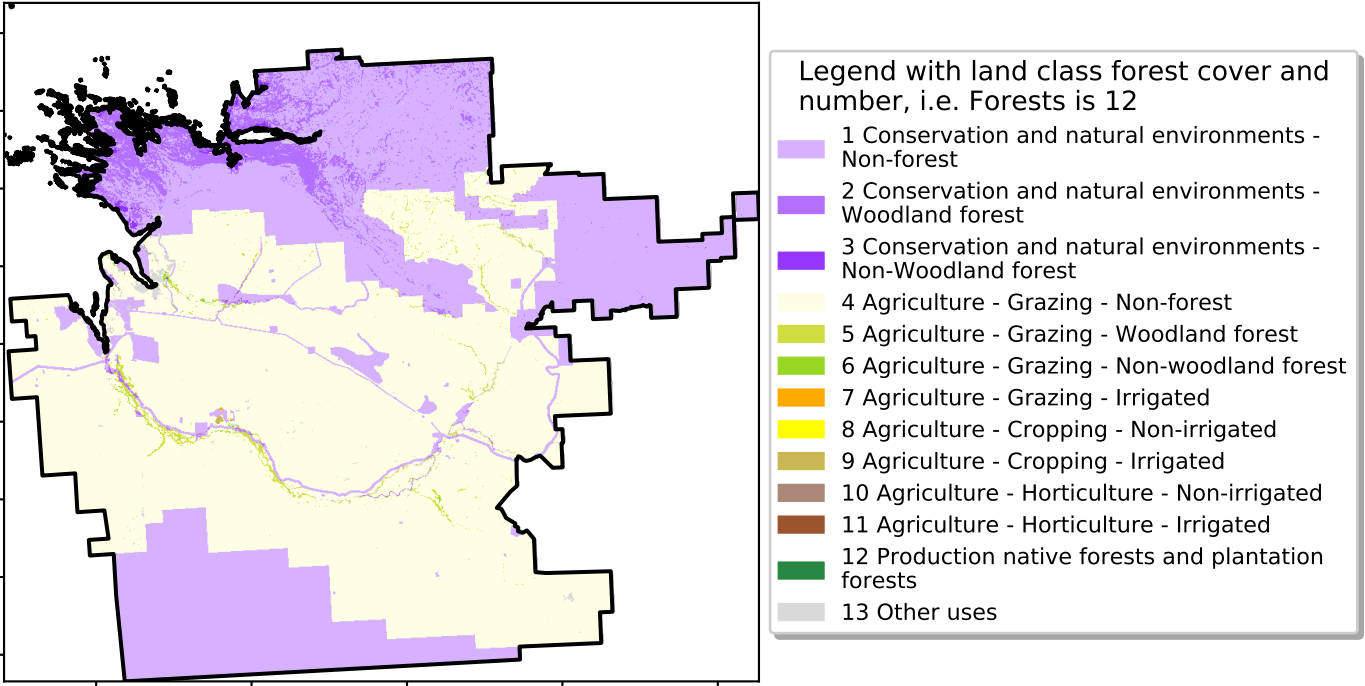 Legend with land class forest cover and
number, i.e. Forests is 12
1 Conservation and natural environments -
Non-forest
2 Conservation and natural environments -
Woodland forest
3 Conservation and natural environments -
Non-Woodland forest
4 Agriculture - Grazing - Non-forest
5 Agriculture - Grazing - Woodland forest
6 Agriculture - Grazing - Non-woodland forest
7 Agriculture - Grazing - Irrigated
8 Agriculture - Cropping - Non-irrigated
9 Agriculture - Cropping - Irrigated
10 Agriculture - Horticulture - Non-irrigated
11 Agriculture - Horticulture - Irrigated
12 Production native forests and plantation
forests
13 Other uses